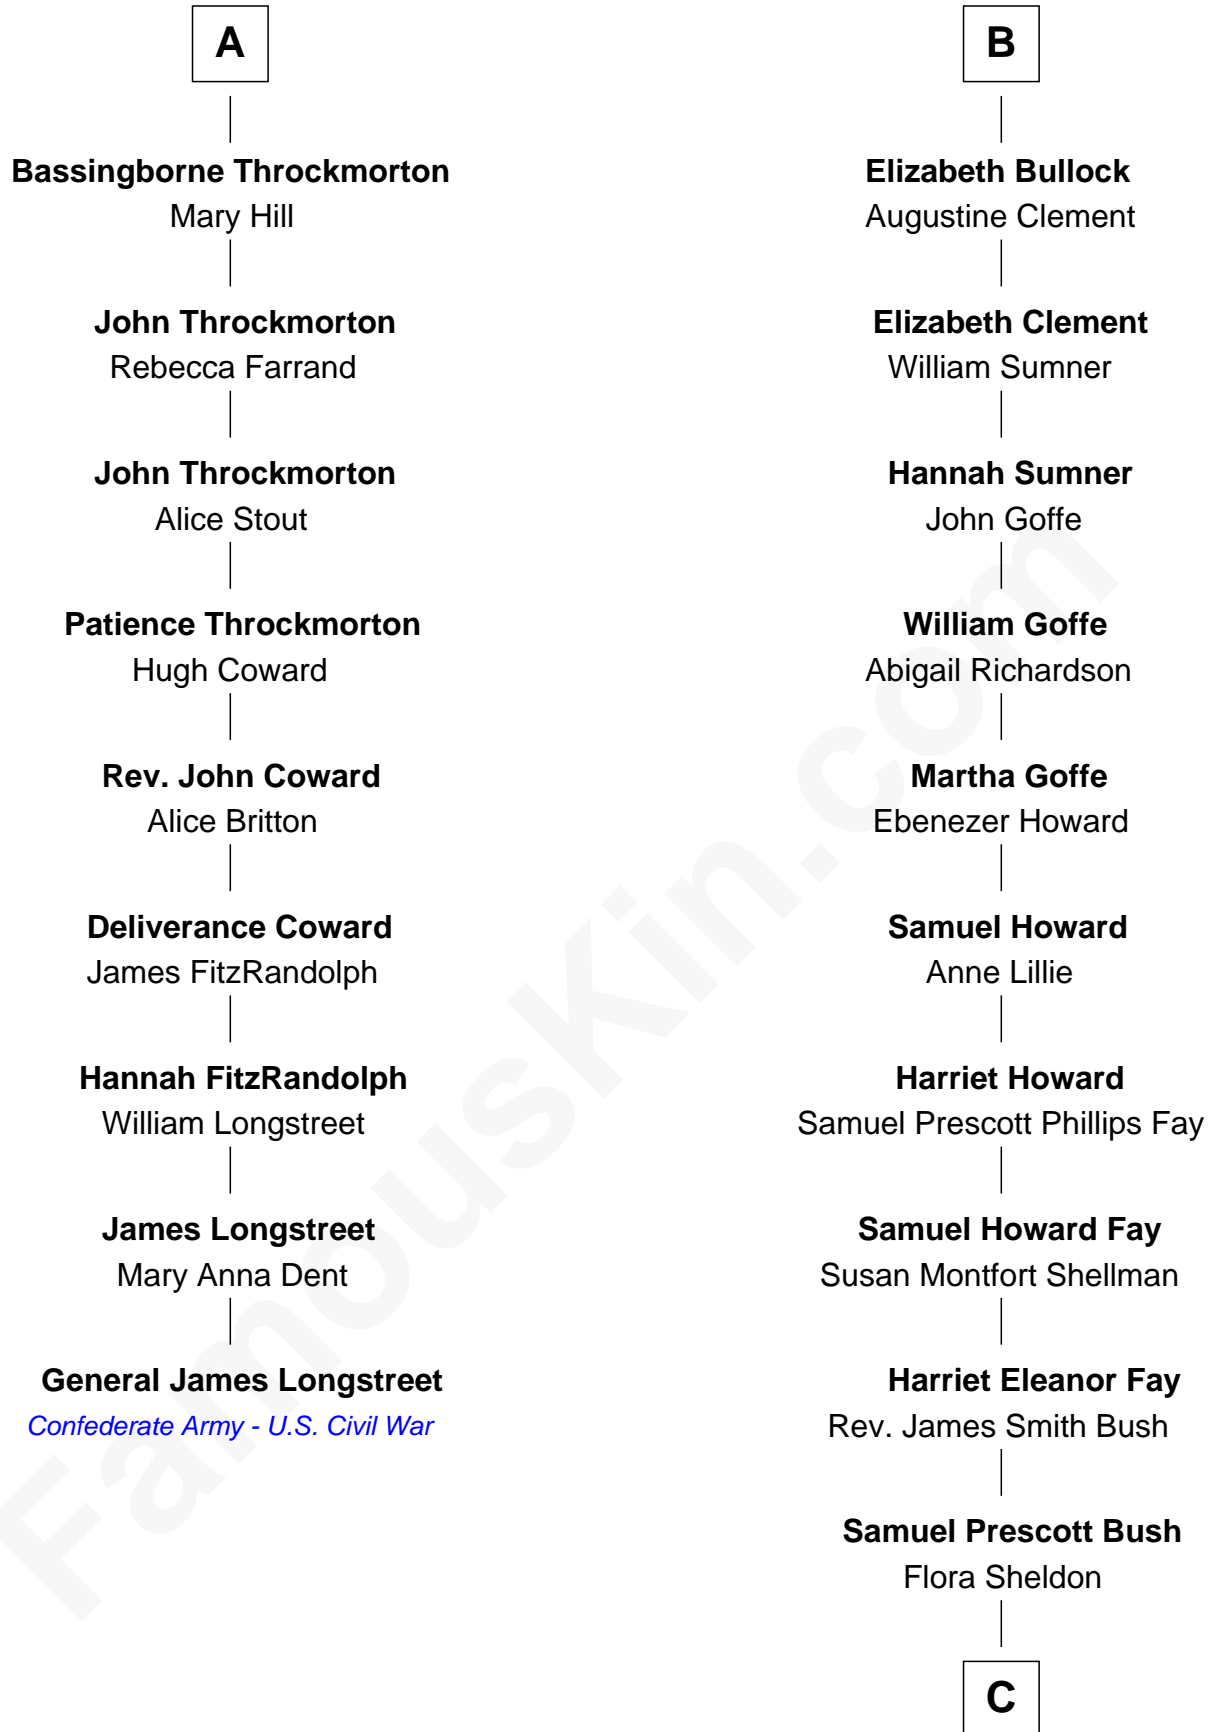 A
Bassingborne Throckmorton
Mary Hill
John Throckmorton
Rebecca Farrand
John Throckmorton
Alice Stout
Patience Throckmorton
Hugh Coward
Rev. John Coward
Alice Britton
Deliverance Coward
James FitzRandolph
Hannah FitzRandolph
William Longstreet
James Longstreet
Mary Anna Dent
General James Longstreet
Confederate Army - U.S. Civil War
B
Elizabeth Bullock
Augustine Clement
Elizabeth Clement
William Sumner
Hannah Sumner
John Goffe
William Goffe
Abigail Richardson
Martha Goffe
Ebenezer Howard
Samuel Howard
Anne Lillie
Harriet Howard
Samuel Prescott Phillips Fay
Samuel Howard Fay
Susan Montfort Shellman
Harriet Eleanor Fay
Rev. James Smith Bush
Samuel Prescott Bush
Flora Sheldon
C
FamousKin.com